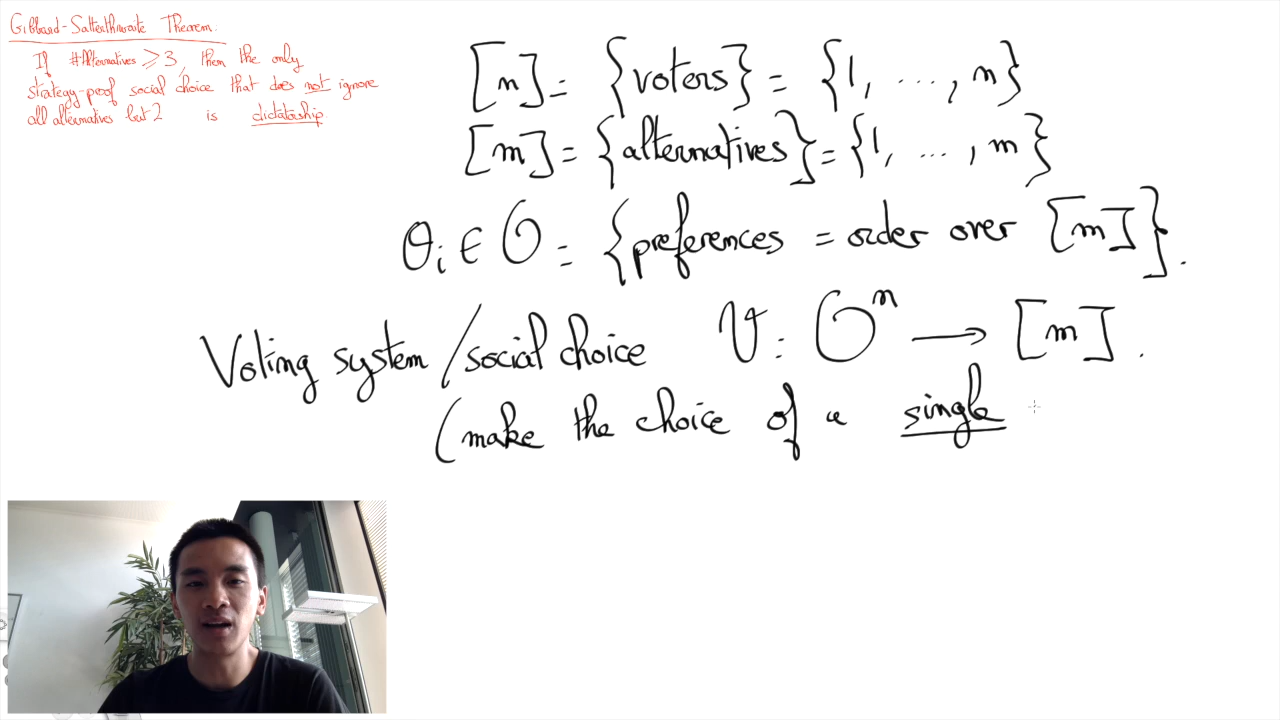 Gibbard-Satterthwaite Theorem.
If #Alternatives ⩾ 3, then the only
strategy-proof social choice that does not ignore
all alternatives but 2 is dictatorship
[n] = {voters} = {1, ..., n}
[m] = {alternatives} = {1, ..., m}
θi ∈ Θ = {preferences = order over [m]}.
Voting system/social choice V: Θⁿ → [m].
(make the choice of a single